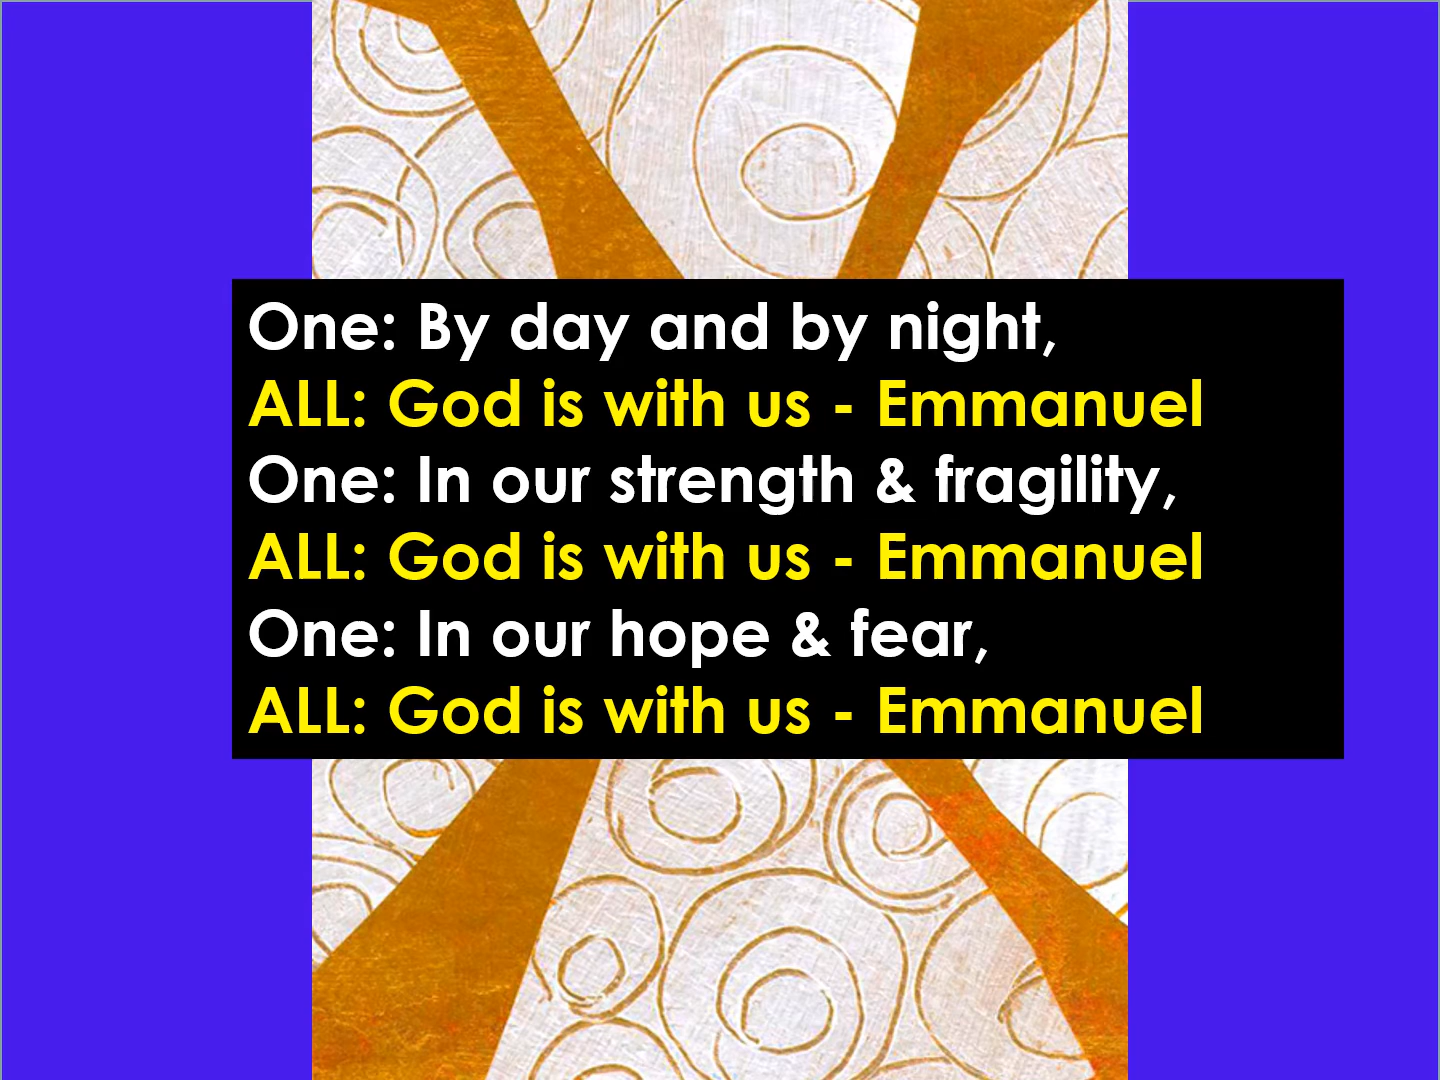 One: By day and by night,
ALL: God is with us - Emmanuel
One: In our strength & fragility,
ALL: God is with us - Emmanuel
One: In our hope & fear,
ALL: God is with us - Emmanuel